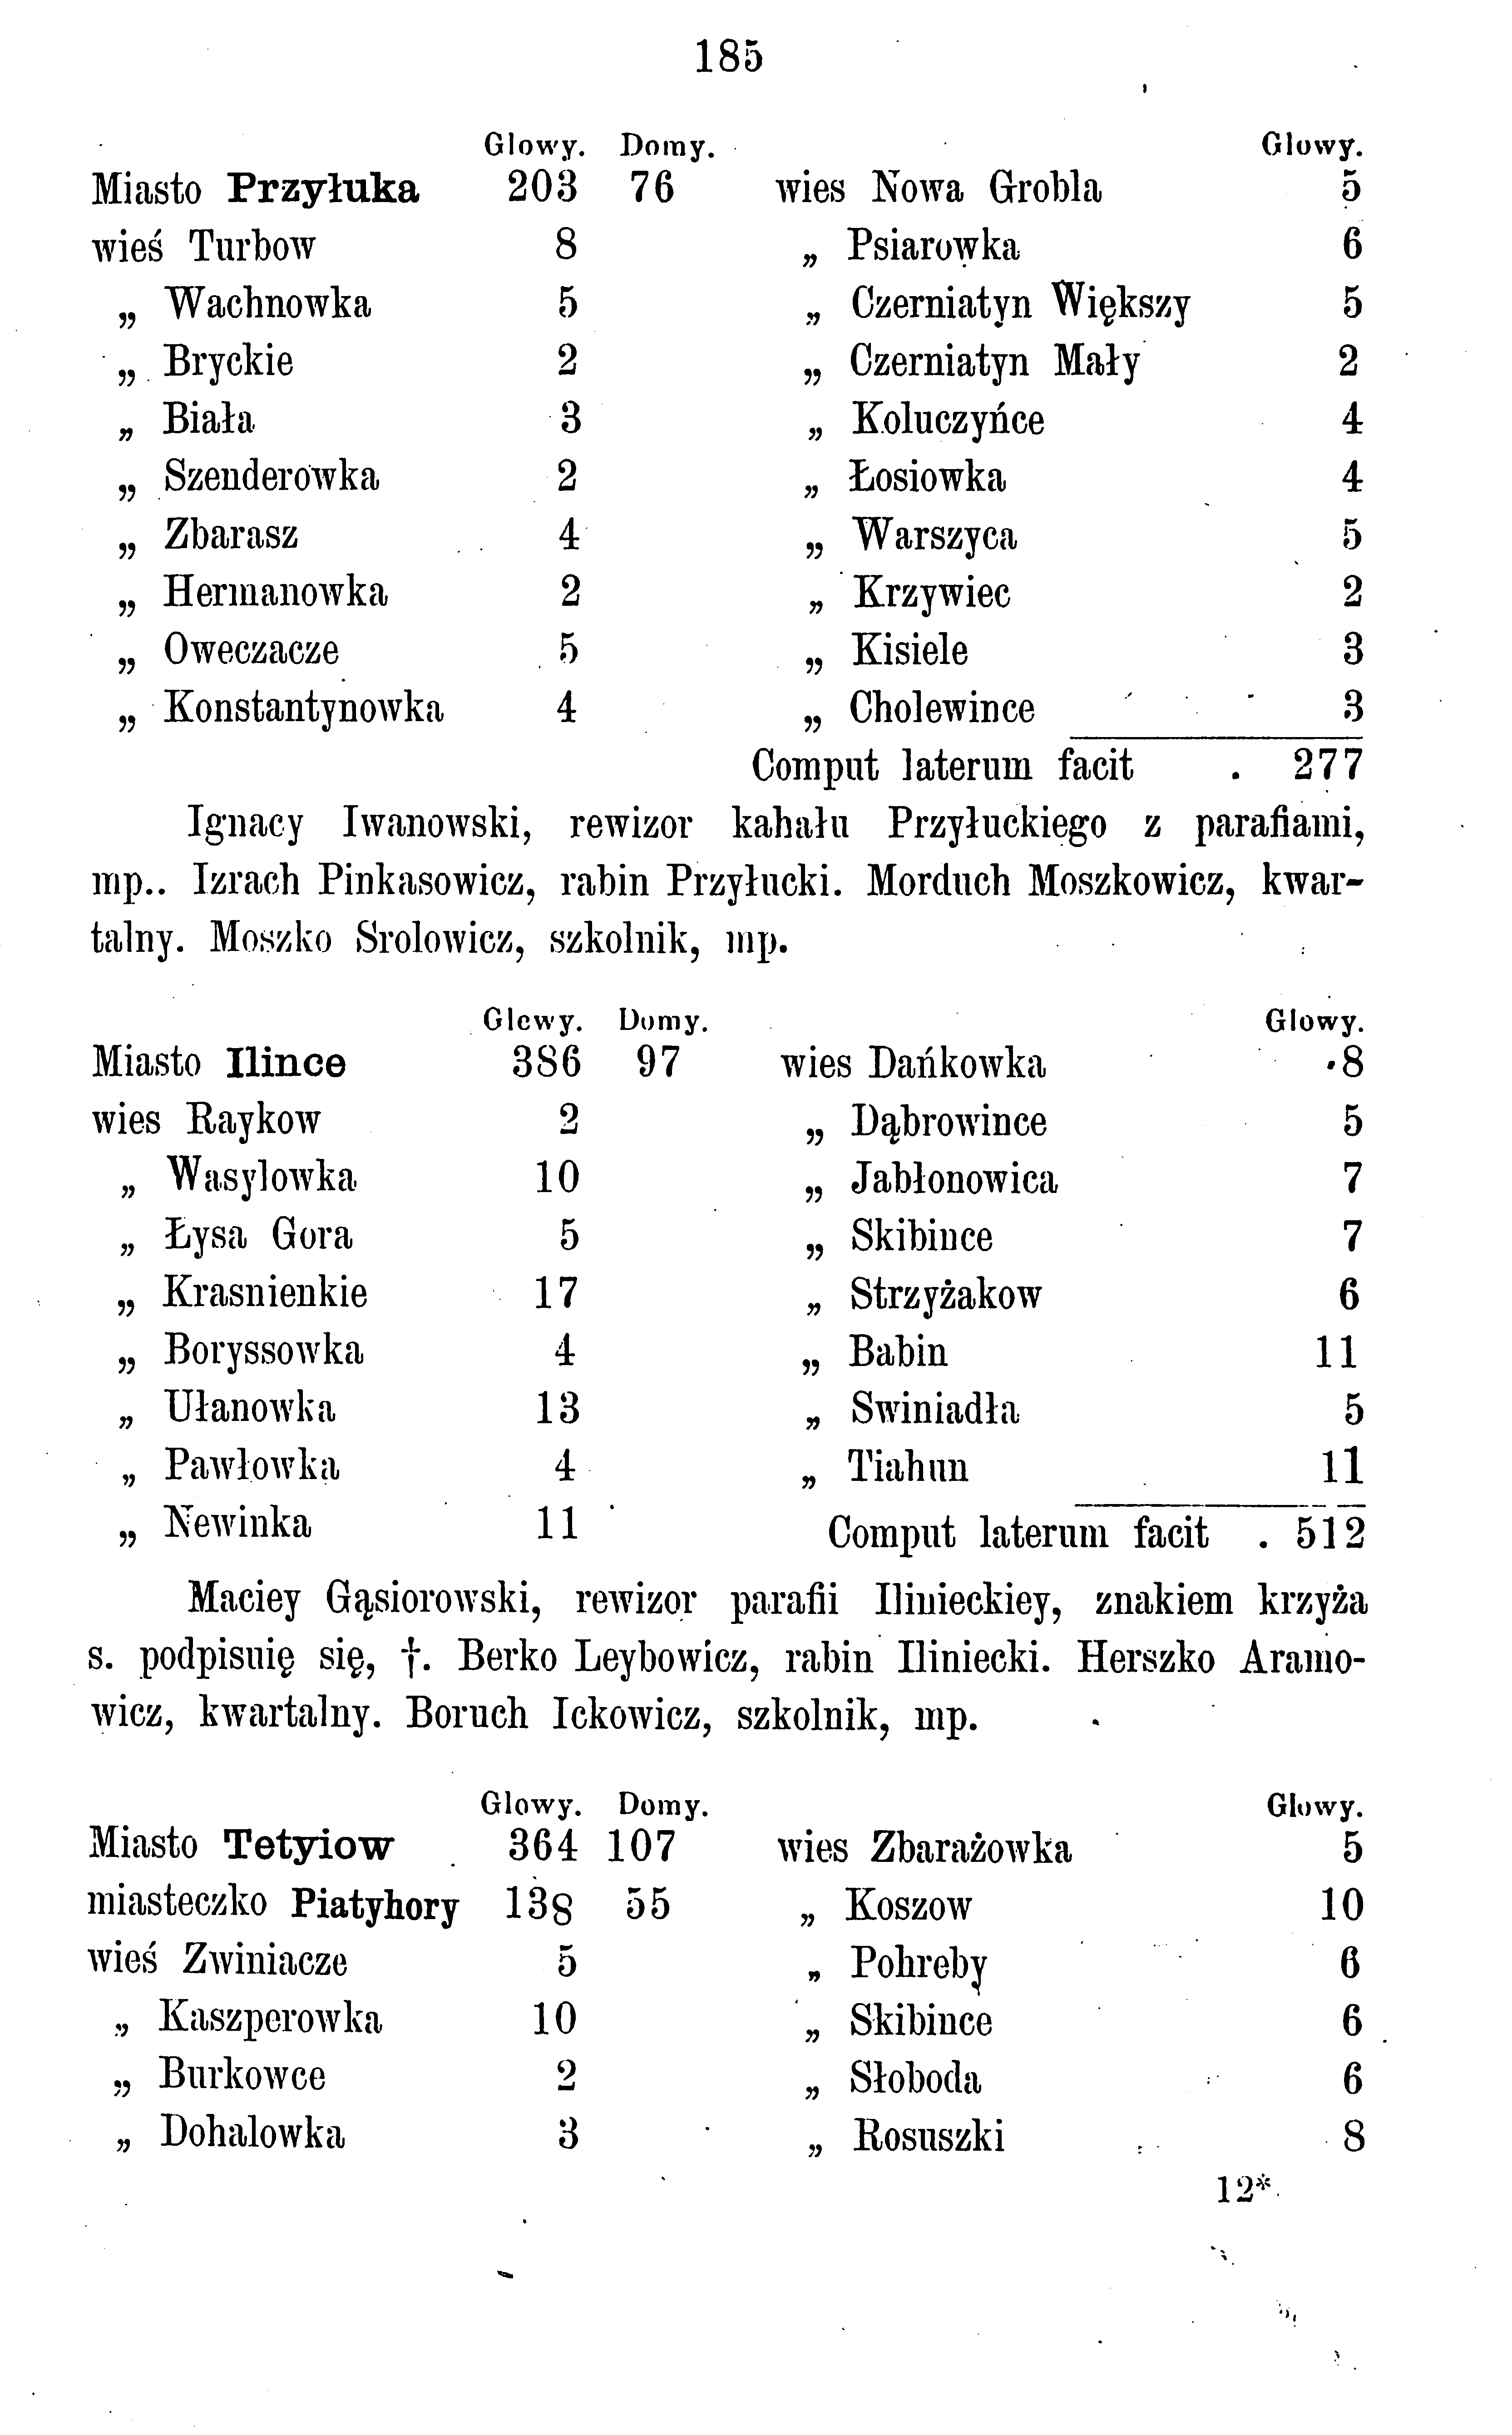 185
Glowy. Domy.
Miasto Przyłuka 203 76
wieś Turbow 8
„ Wachnowka 5
„ Bryckie 2
„ Biała 3
„ Szenderowka 2
„ Zbarasz 4
„ Hermanowka 2
„ Oweczacze 5
„ Konstantynowka 4
Glowy.
wies Nowa Grobla 5
„ Psiarowka 6
„ Czerniatyn Większy 5
„ Czerniatyn Mały 2
„ Koluczyńce 4
„ Łosiowka 4
„ Warszyca 5
„ Krzywiec 2
„ Kisiele 3
„ Cholewince 3
Comput laterum facit . 277
Ignacy Iwanowski, rewizor kahału Przyłuckiego z parafiami,
mp.. Izrach Pinkasowicz, rabin Przyłucki. Morduch Moszkowicz, kwar-
talny. Moszko Srolowicz, szkolnik, mp.
Glowy. Domy.
Miasto Ilince 386 97
wies Raykow 2
„ Wasylowka 10
„ Łysa Gora 5
„ Krasnienkie 17
„ Boryssowka 4
„ Ułanowka 13
„ Pawłowka 4
„ Newinka 11
Glowy.
wies Dańkowka 8
„ Dąbrowince 5
„ Jabłonowica 7
„ Skibince 7
„ Strzyżakow 6
„ Babin 11
„ Swiniadła 5
„ Tiahun 11
Comput laterum facit . 512
Maciey Gąsiorowski, rewizor parafii Ilinieckiey, znakiem krzyża
s. podpisuię się, †. Berko Leybowicz, rabin Iliniecki. Herszko Aramo-
wicz, kwartalny. Boruch Ickowicz, szkolnik, mp.
Glowy. Domy.
Miasto Tetyiow 364 107
miasteczko Piatyhory 138 55
wieś Zwiniacze 5
„ Kaszperowka 10
„ Burkowce 2
„ Dohalowka 3
Glowy.
wies Zbarażowka 5
„ Koszow 10
„ Pohreby 6
„ Skibince 6
„ Słoboda 6
„ Rosuszki 8
12*